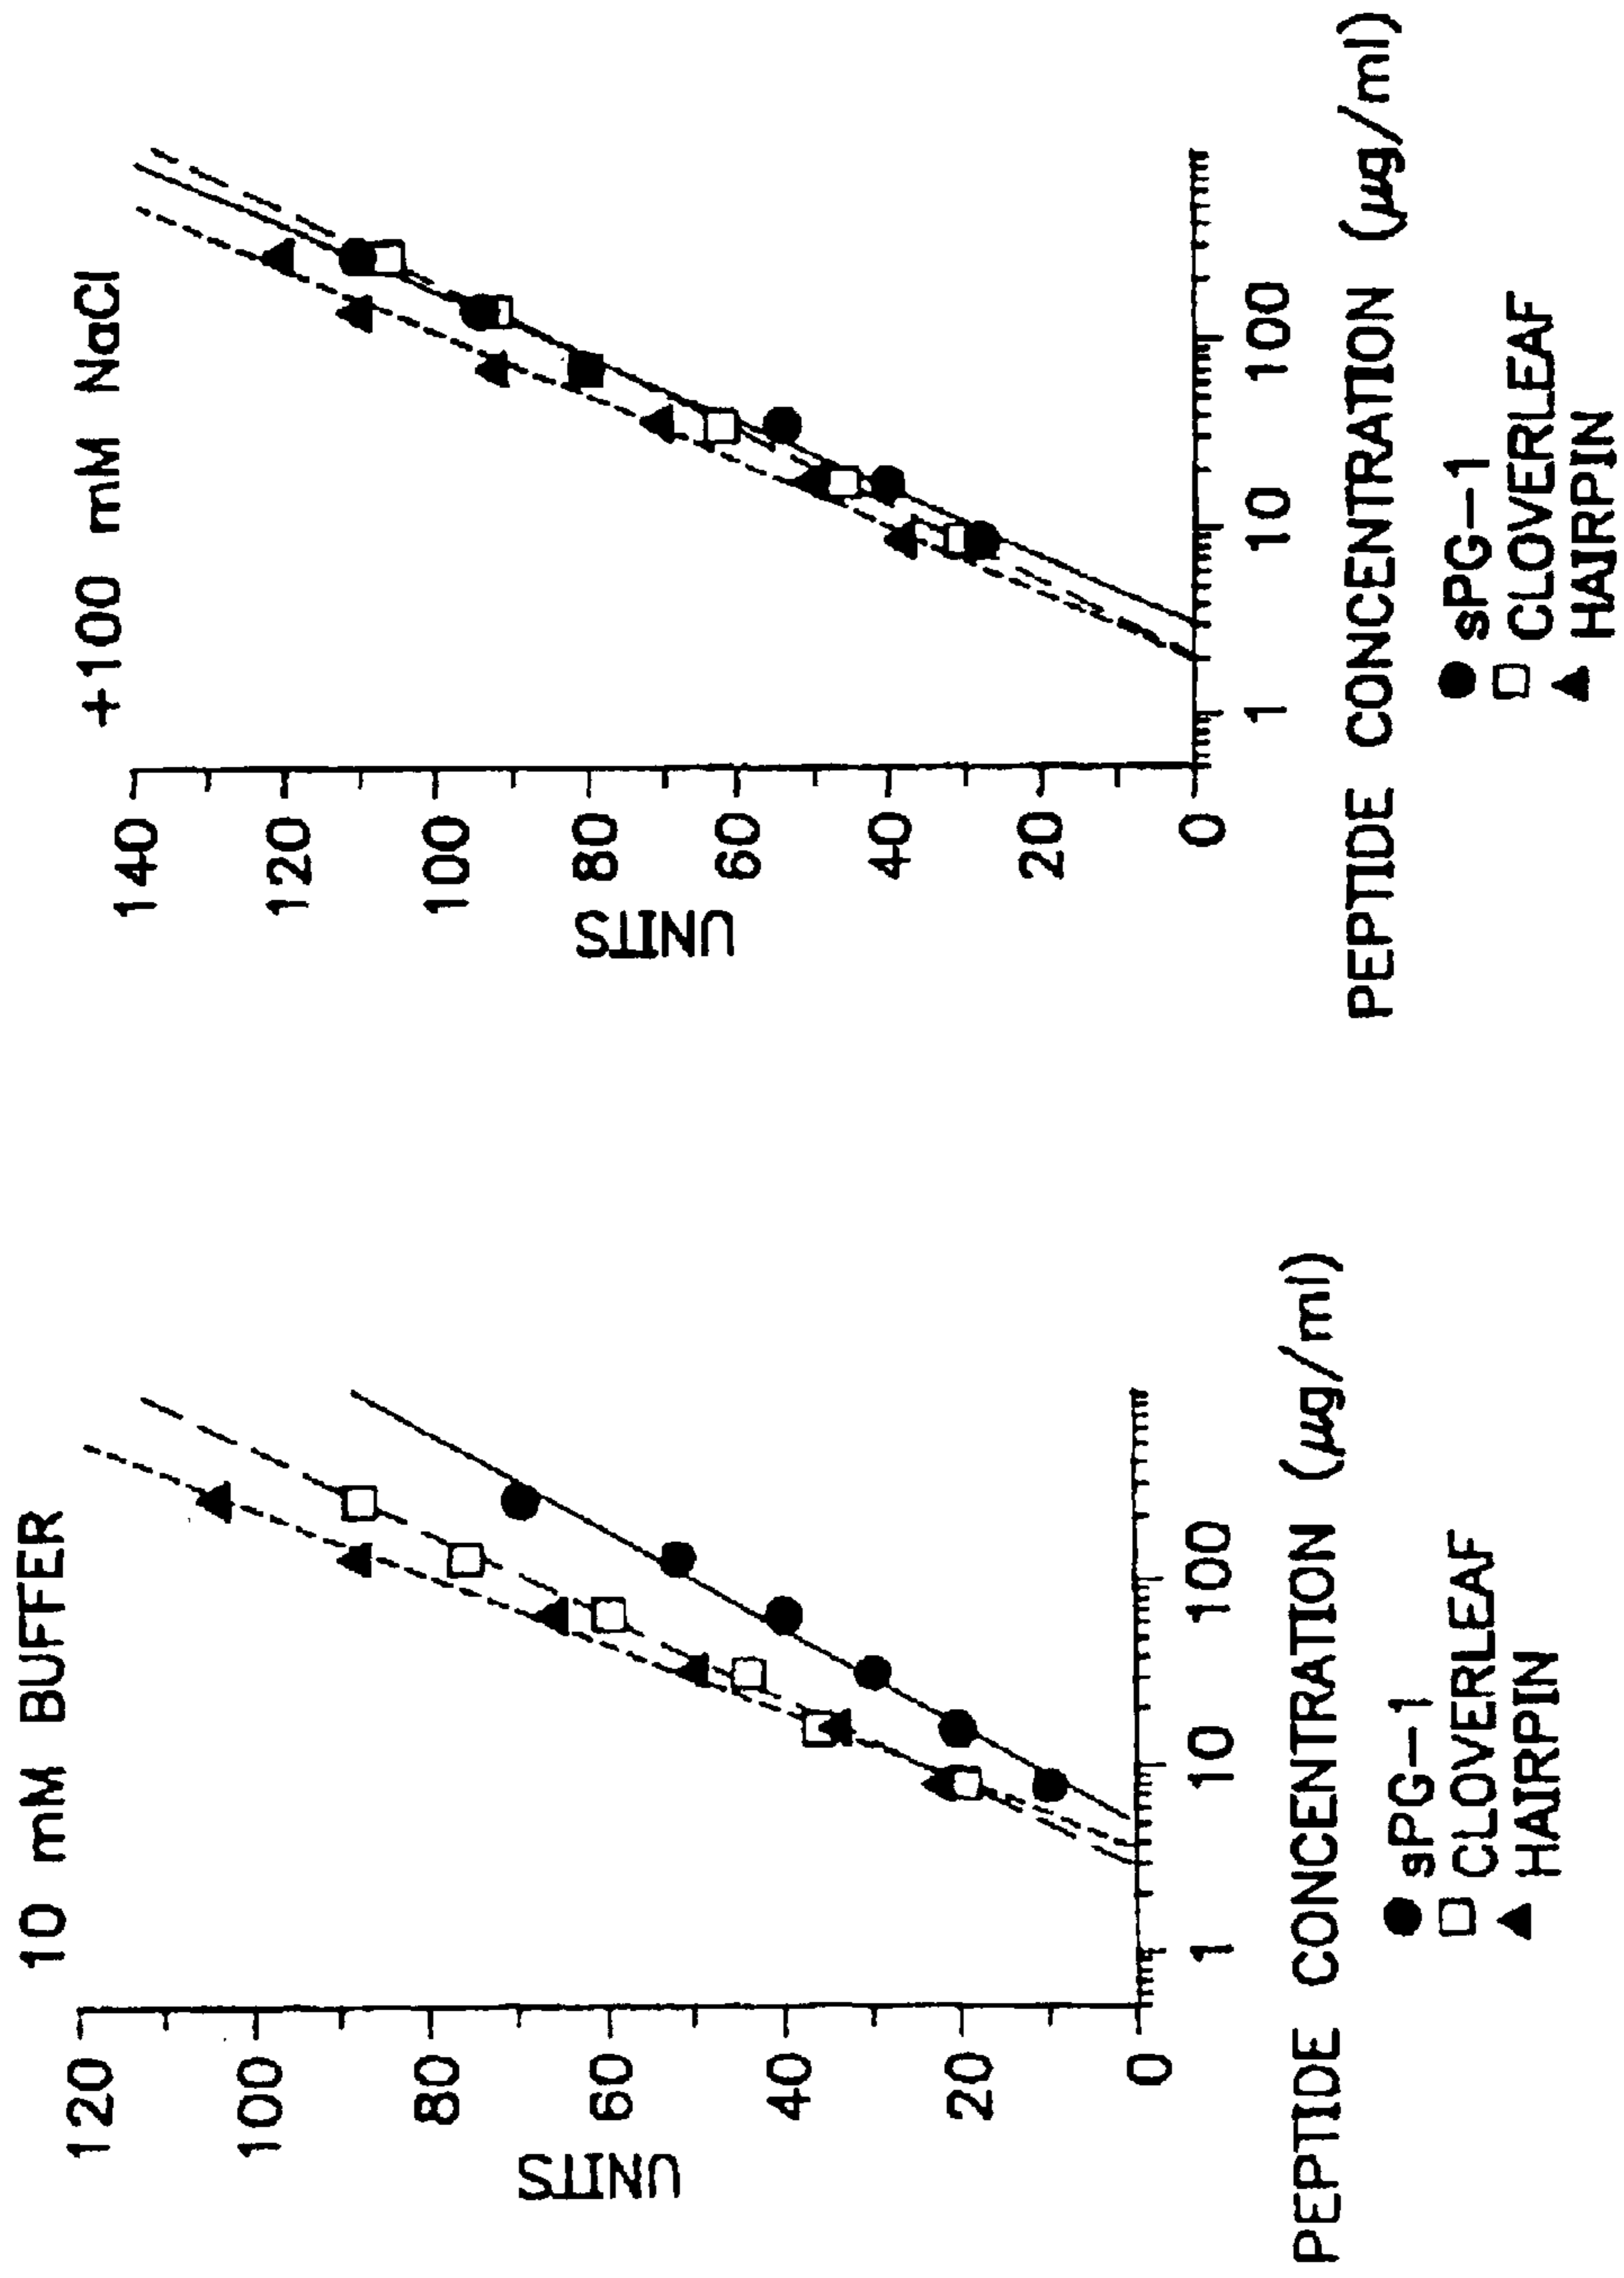 10 mM BUFFER
120
100
80
60
40
20
0
UNITS
1
10
100
PEPTIDE CONCENTRATION (µg/ml)
sPG-1
CLOVERLEAF
HAIRPIN
+100 mM NaCl
140
120
100
80
60
40
20
0
UNITS
1
10
100
PEPTIDE CONCENTRATION (µg/ml)
sPG-1
CLOVERLEAF
HAIRPIN